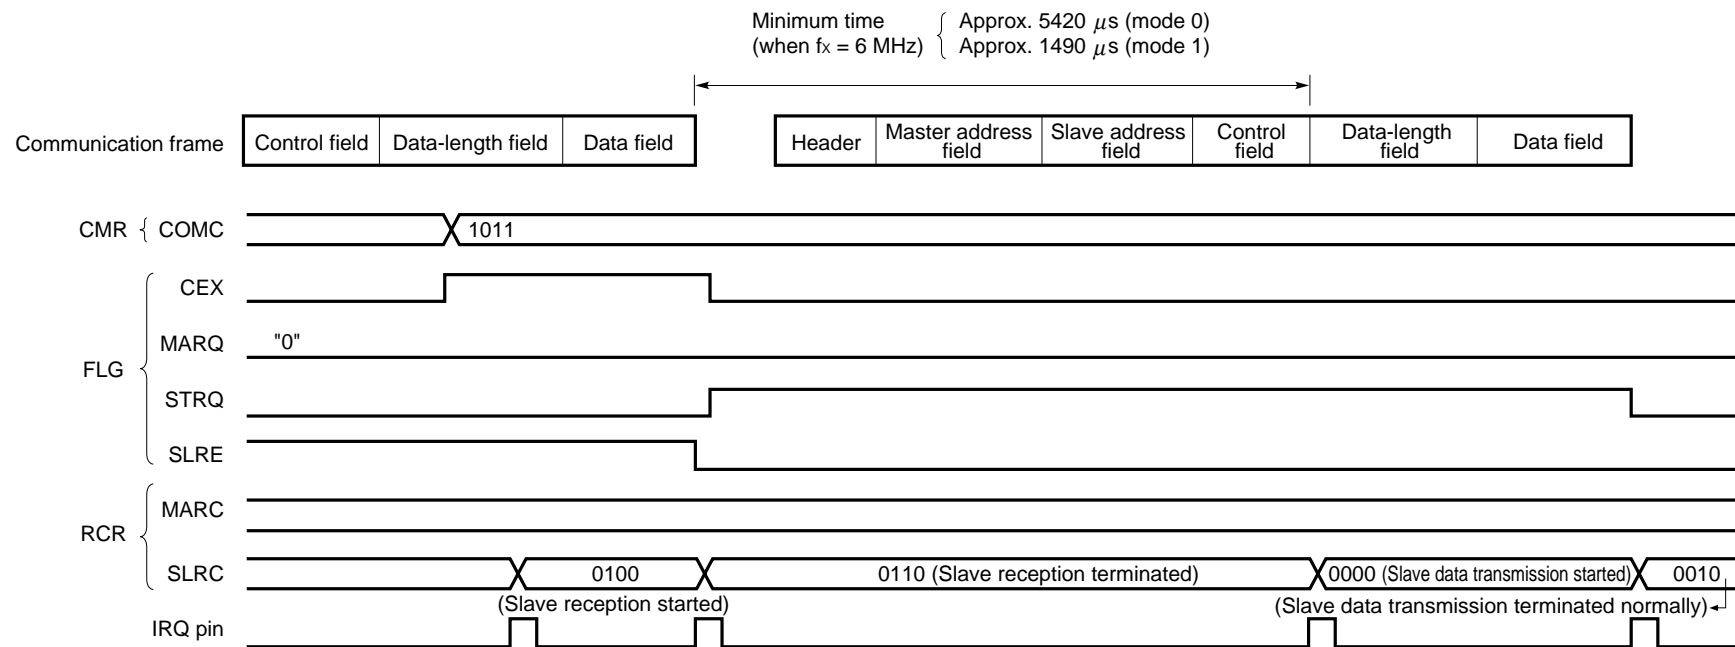 Minimum time
(when fx = 6 MHz)
Approx. 5420 μs (mode 0)
Approx. 1490 μs (mode 1)
Communication frame
Control field
Data-length field
Data field
Header
Master address
field
Slave address
field
Control
field
Data-length
field
Data field
CMR { COMC
1011
CEX
MARQ
"0"
FLG
STRQ
SLRE
MARC
RCR
SLRC
0100
0110 (Slave reception terminated)
0000 (Slave data transmission started)
0010
(Slave reception started)
(Slave data transmission terminated normally)
IRQ pin